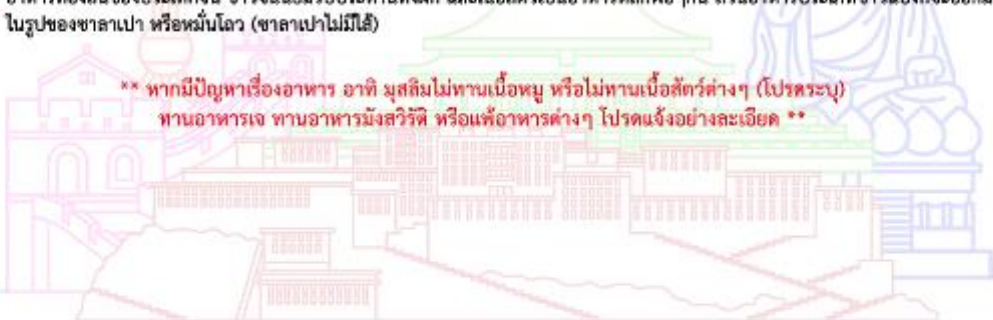 ในรูปของซาลาเปา หรือหมั่นโถว (ซาลาเปาไม่มีไส้)
** หากมีปัญหาเรื่องอาหาร อาทิ มุสลิมไม่ทานเนื้อหมู หรือไม่ทานเนื้อสัตว์ต่างๆ (โปรดระบุ)
ทานอาหารเจ ทานอาหารมังสวิรัติ หรือแพ้อาหารต่างๆ โปรดแจ้งอย่างละเอียด **